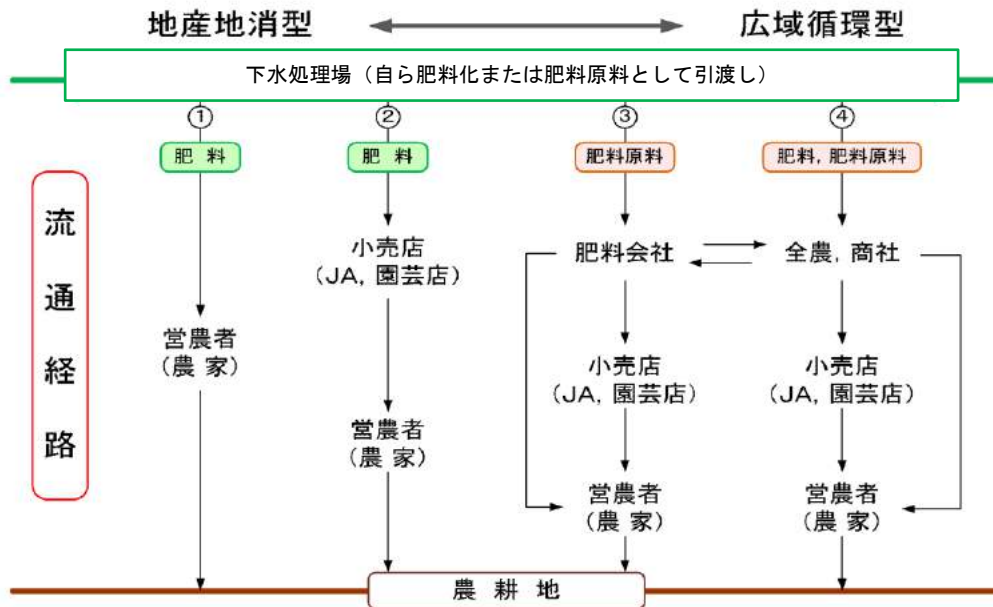 地産地消型
広域循環型
下水処理場（自ら肥料化または肥料原料として引渡し）
①
②
③
④
肥 料
肥 料
肥料原料
肥料, 肥料原料
流通経路
小売店
(JA, 園芸店)
肥料会社
全農, 商社
営農者
(農 家)
小売店
(JA, 園芸店)
小売店
(JA, 園芸店)
営農者
(農 家)
営農者
(農 家)
営農者
(農 家)
農 耕 地